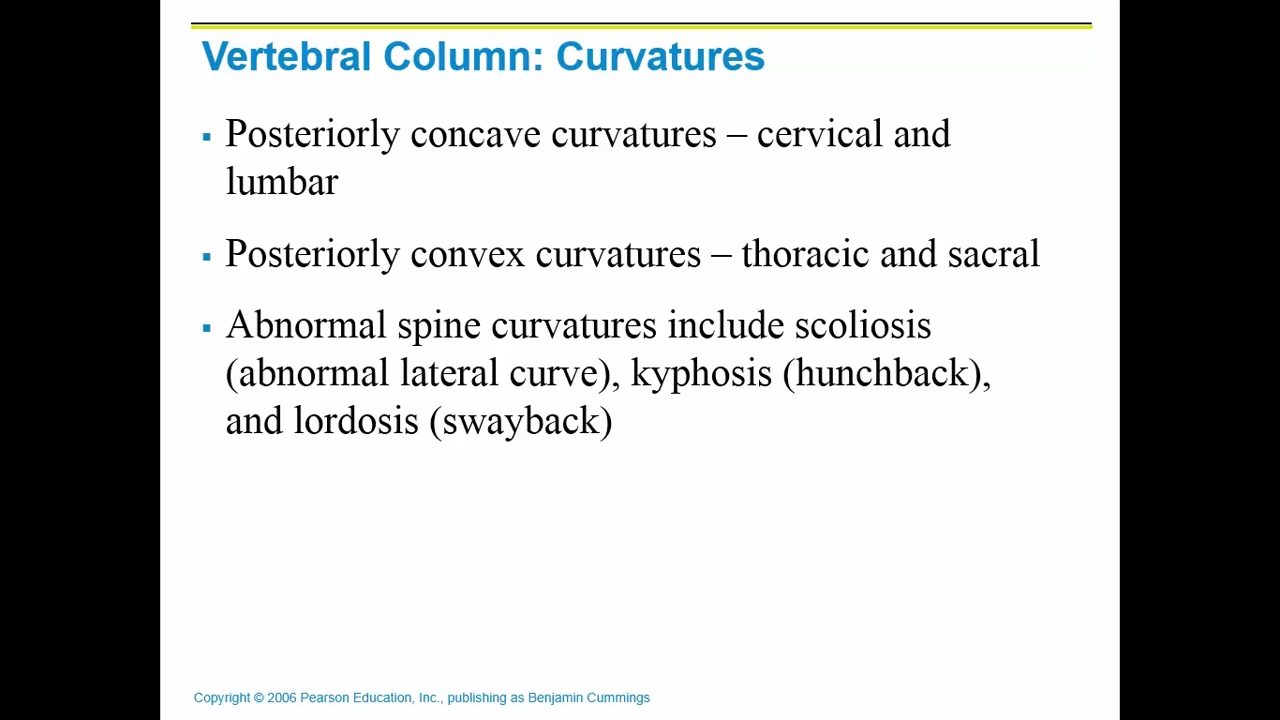 Vertebral Column: Curvatures
▪ Posteriorly concave curvatures – cervical and
lumbar
▪ Posteriorly convex curvatures – thoracic and sacral
▪ Abnormal spine curvatures include scoliosis
(abnormal lateral curve), kyphosis (hunchback),
and lordosis (swayback)
Copyright © 2006 Pearson Education, Inc., publishing as Benjamin Cummings